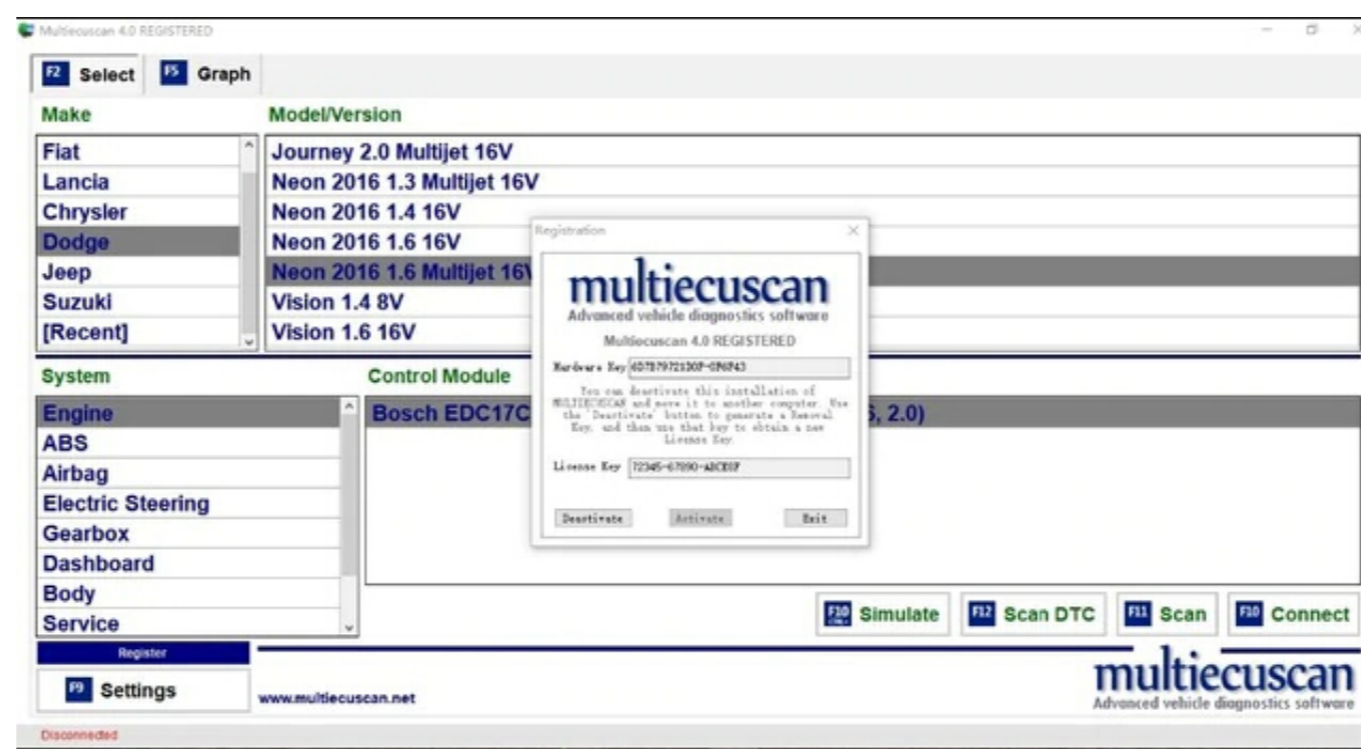 Multiecuscan 4.0 REGISTERED
F2 Select F5 Graph
Make Model/Version
Fiat
Lancia
Chrysler
Dodge
Jeep
Suzuki
[Recent]
Journey 2.0 Multijet 16V
Neon 2016 1.3 Multijet 16V
Neon 2016 1.4 16V
Neon 2016 1.6 16V
Neon 2016 1.6 Multijet 16V
Vision 1.4 8V
Vision 1.6 16V
System
Engine
ABS
Airbag
Electric Steering
Gearbox
Dashboard
Body
Service
Control Module
Bosch EDC17C
, 2.0)
Registration
multiecuscan
Advanced vehicle diagnostics software
Multiecuscan 4.0 REGISTERED
Hardware Key
You can deactivate this installation of
MULTIECUSCAN and move it to another computer. Use
the 'Deactivate' button to generate a Removal
Key, and then use that key to obtain a new
License Key.
License Key 72345-67890-ABCDEF
Deactivate Activate Exit
F10 CTRL+ Simulate F12 Scan DTC F11 Scan F10 Connect
Register
F9 Settings
www.multiecuscan.net
multiecuscan
Advanced vehicle diagnostics software
Disconnected